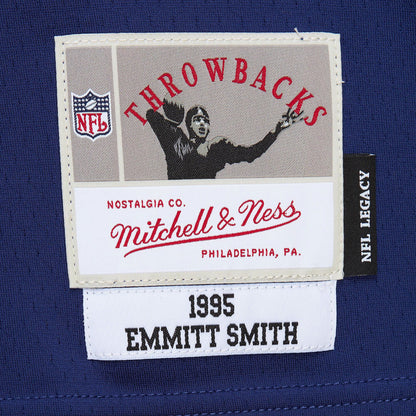 THROWBACKS
NFL
NOSTALGIA CO.
Mitchell & Ness
PHILADELPHIA, PA.
NFL LEGACY
1995
EMMITT SMITH